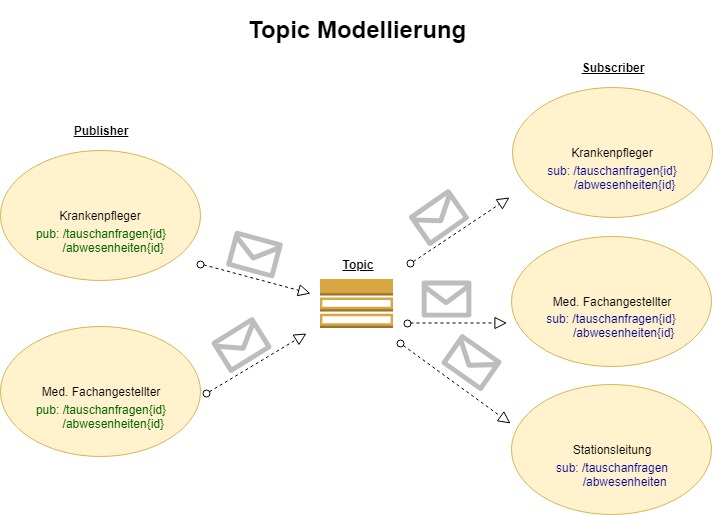 Topic Modellierung
Publisher
Krankenpfleger
pub: /tauschanfragen{id}
/abwesenheiten{id}
Med. Fachangestellter
pub: /tauschanfragen{id}
/abwesenheiten{id}
Topic
Subscriber
Krankenpfleger
sub: /tauschanfragen{id}
/abwesenheiten{id}
Med. Fachangestellter
sub: /tauschanfragen{id}
/abwesenheiten{id}
Stationsleitung
sub: /tauschanfragen
/abwesenheiten